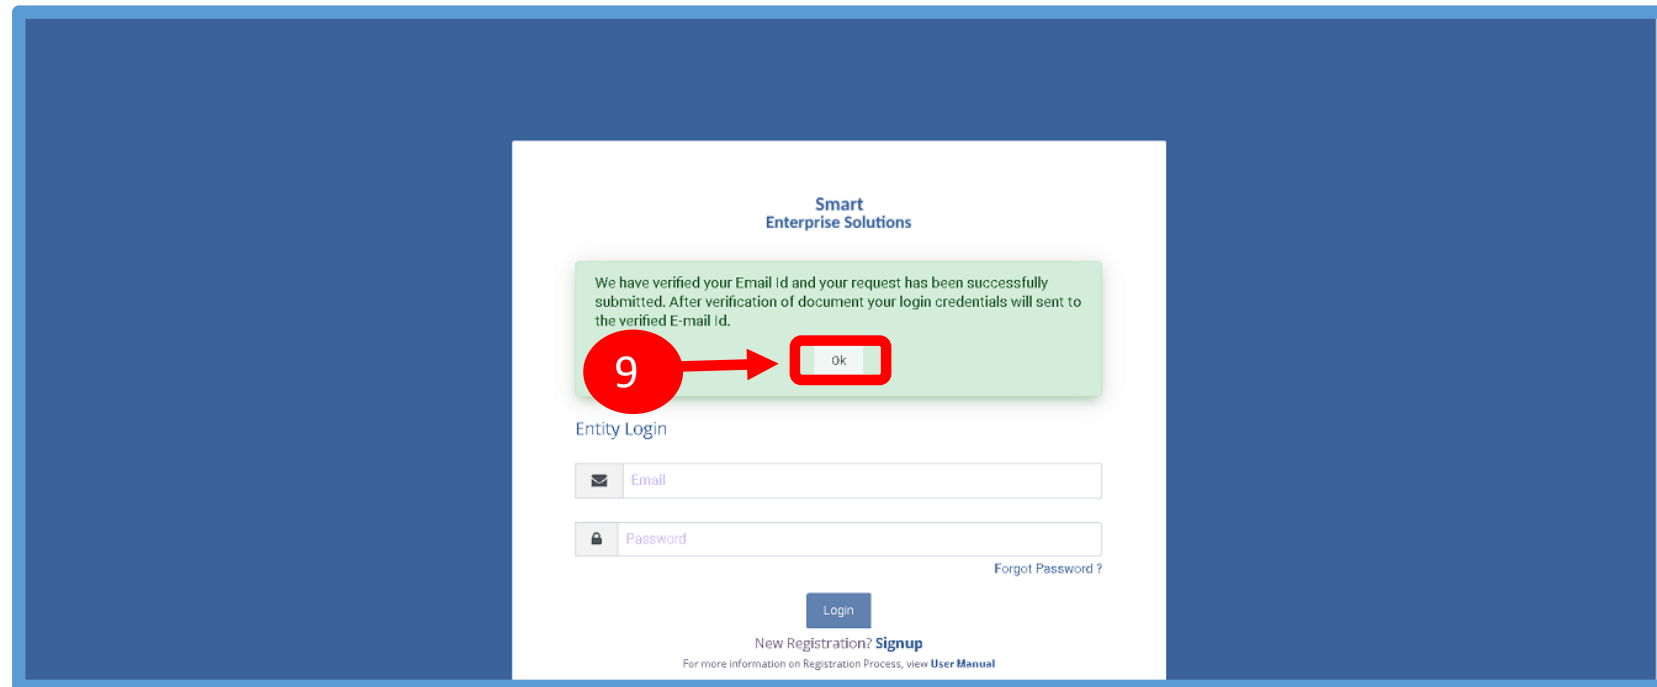 Smart
Enterprise Solutions
We have verified your Email Id and your request has been successfully
submitted. After verification of document your login credentials will sent to
the verified E-mail Id.
9
Ok
Entity Login
Email
Password
Forgot Password ?
Login
New Registration? Signup
For more information on Registration Process, view User Manual